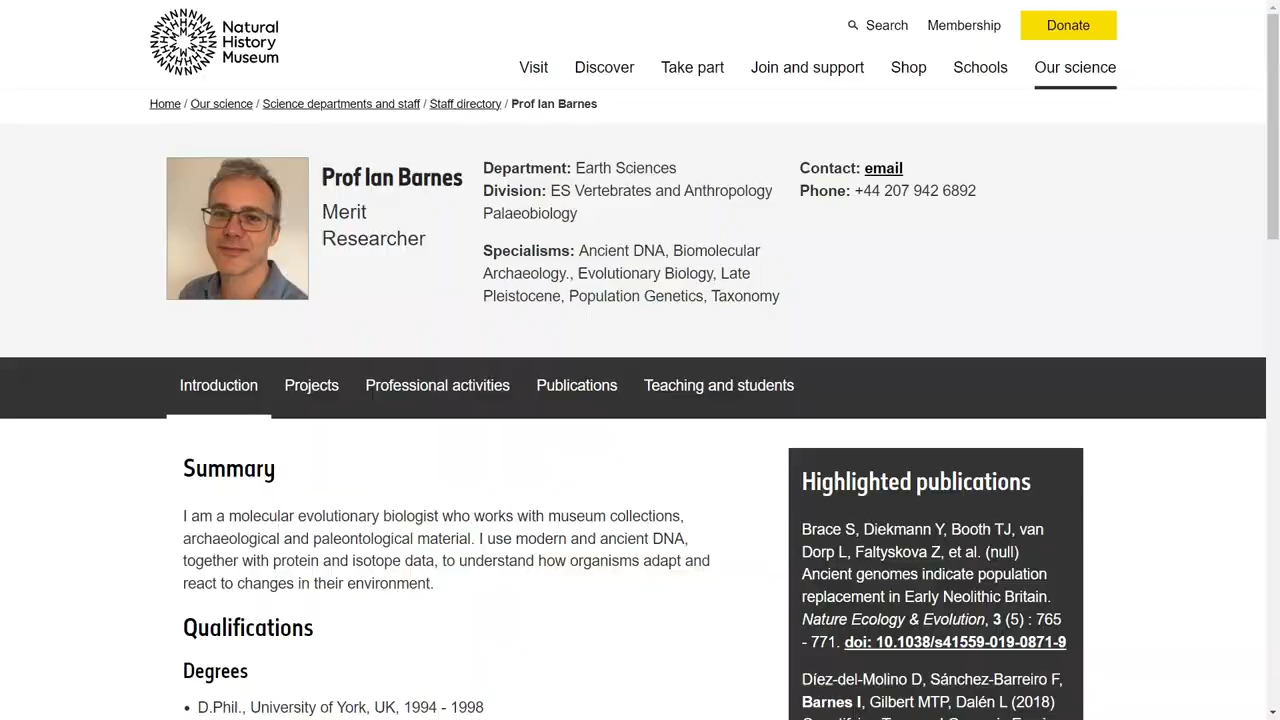 Natural
History
Museum
Search Membership Donate
Visit Discover Take part Join and support Shop Schools Our science
Home / Our science / Science departments and staff / Staff directory / Prof Ian Barnes
Prof Ian Barnes
Merit
Researcher
Department: Earth Sciences
Division: ES Vertebrates and Anthropology
Palaeobiology
Specialisms: Ancient DNA, Biomolecular
Archaeology., Evolutionary Biology, Late
Pleistocene, Population Genetics, Taxonomy
Contact: email
Phone: +44 207 942 6892
Introduction Projects Professional activities Publications Teaching and students
Summary
I am a molecular evolutionary biologist who works with museum collections,
archaeological and paleontological material. I use modern and ancient DNA,
together with protein and isotope data, to understand how organisms adapt and
react to changes in their environment.
Qualifications
Degrees
• D.Phil., University of York, UK, 1994 - 1998
Highlighted publications
Brace S, Diekmann Y, Booth TJ, van
Dorp L, Faltyskova Z, et al. (null)
Ancient genomes indicate population
replacement in Early Neolithic Britain.
Nature Ecology & Evolution, 3 (5) : 765
- 771. doi: 10.1038/s41559-019-0871-9
Díez-del-Molino D, Sánchez-Barreiro F,
Barnes I, Gilbert MTP, Dalén L (2018)